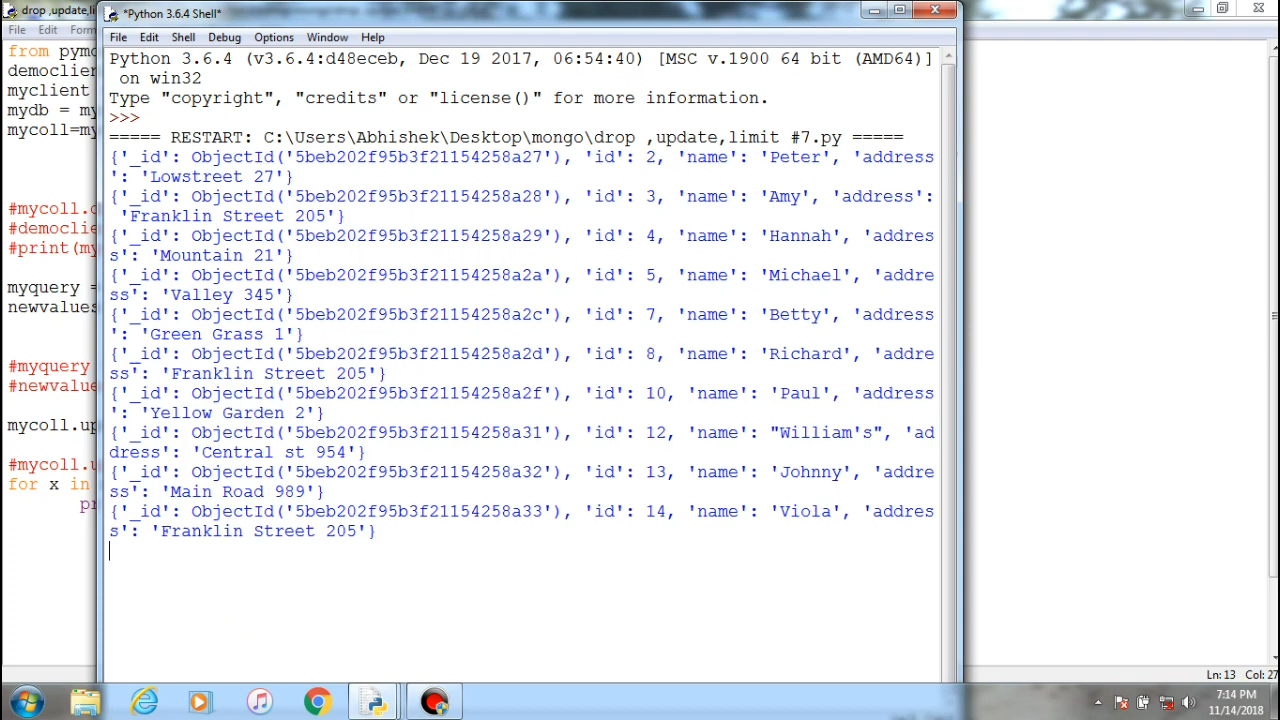 drop ,update,li
*Python 3.6.4 Shell*
File Edit
File Edit Shell Debug Options Window Help
from
democlie
myclient
mydb = my
mycoll=my
#mycoll.
#democlie
#print(my
myquery =
newvalues
#myquery
#newvalue
mycoll.up
#mycoll.u
for x in
pr
Python 3.6.4 (v3.6.4:d48eceb, Dec 19 2017, 06:54:40) [MSC v.1900 64 bit (AMD64)]
on win32
Type "copyright", "credits" or "license()" for more information.
>>>
===== RESTART: C:\Users\Abhishek\Desktop\mongo\drop ,update,limit #7.py =====
{'_id': ObjectId('5beb202f95b3f21154258a27'), 'id': 2, 'name': 'Peter', 'address
': 'Lowstreet 27'}
{'_id': ObjectId('5beb202f95b3f21154258a28'), 'id': 3, 'name': 'Amy', 'address':
'Franklin Street 205'}
{'_id': ObjectId('5beb202f95b3f21154258a29'), 'id': 4, 'name': 'Hannah', 'addres
s': 'Mountain 21'}
{'_id': ObjectId('5beb202f95b3f21154258a2a'), 'id': 5, 'name': 'Michael', 'addre
ss': 'Valley 345'}
{'_id': ObjectId('5beb202f95b3f21154258a2c'), 'id': 7, 'name': 'Betty', 'address
': 'Green Grass 1'}
{'_id': ObjectId('5beb202f95b3f21154258a2d'), 'id': 8, 'name': 'Richard', 'addre
ss': 'Franklin Street 205'}
{'_id': ObjectId('5beb202f95b3f21154258a2f'), 'id': 10, 'name': 'Paul', 'address
': 'Yellow Garden 2'}
{'_id': ObjectId('5beb202f95b3f21154258a31'), 'id': 12, 'name': "William's", 'ad
dress': 'Central st 954'}
{'_id': ObjectId('5beb202f95b3f21154258a32'), 'id': 13, 'name': 'Johnny', 'addre
ss': 'Main Road 989'}
{'_id': ObjectId('5beb202f95b3f21154258a33'), 'id': 14, 'name': 'Viola', 'addres
s': 'Franklin Street 205'}
Ln: 13 Col: 27
7:14 PM
11/14/2018